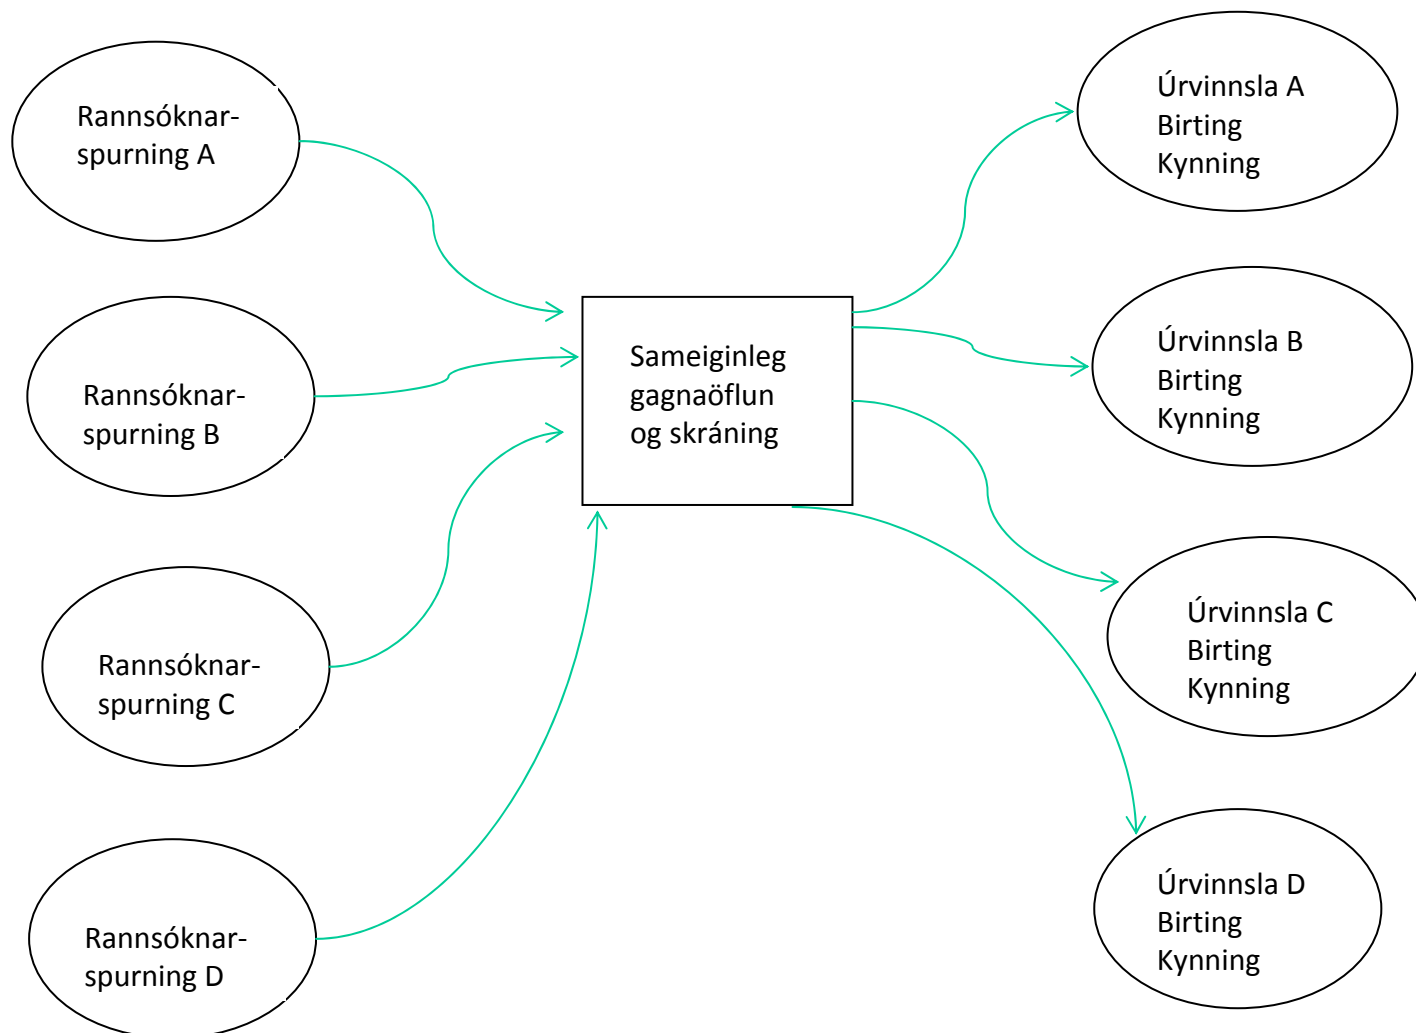 Rannsóknar-
spurning A
Rannsóknar-
spurning B
Rannsóknar-
spurning C
Rannsóknar-
spurning D
Sameiginleg
gagnaöflun
og skráning
Úrvinnsla A
Birting
Kynning
Úrvinnsla B
Birting
Kynning
Úrvinnsla C
Birting
Kynning
Úrvinnsla D
Birting
Kynning